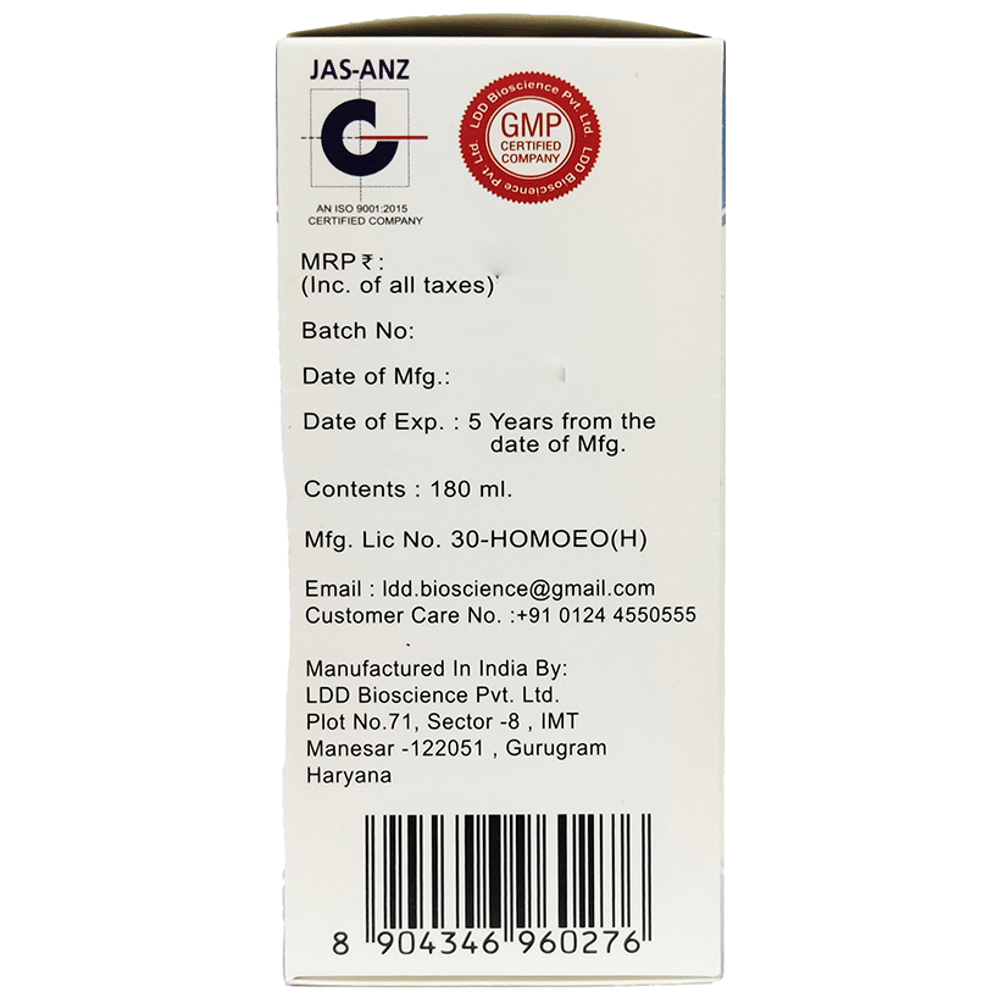 JAS-ANZ
AN ISO 9001:2015
CERTIFIED COMPANY
LDD Bioscience Pvt. Ltd. LDD Bioscience Pvt. Ltd.
GMP
CERTIFIED
COMPANY
MRP ₹ :
(Inc. of all taxes)
Batch No:
Date of Mfg.:
Date of Exp. : 5 Years from the
date of Mfg.
Contents : 180 ml.
Mfg. Lic No. 30-HOMOEO(H)
Email : ldd.bioscience@gmail.com
Customer Care No. :+91 0124 4550555
Manufactured In India By:
LDD Bioscience Pvt. Ltd.
Plot No.71, Sector -8 , IMT
Manesar -122051 , Gurugram
Haryana
8 904346 960276